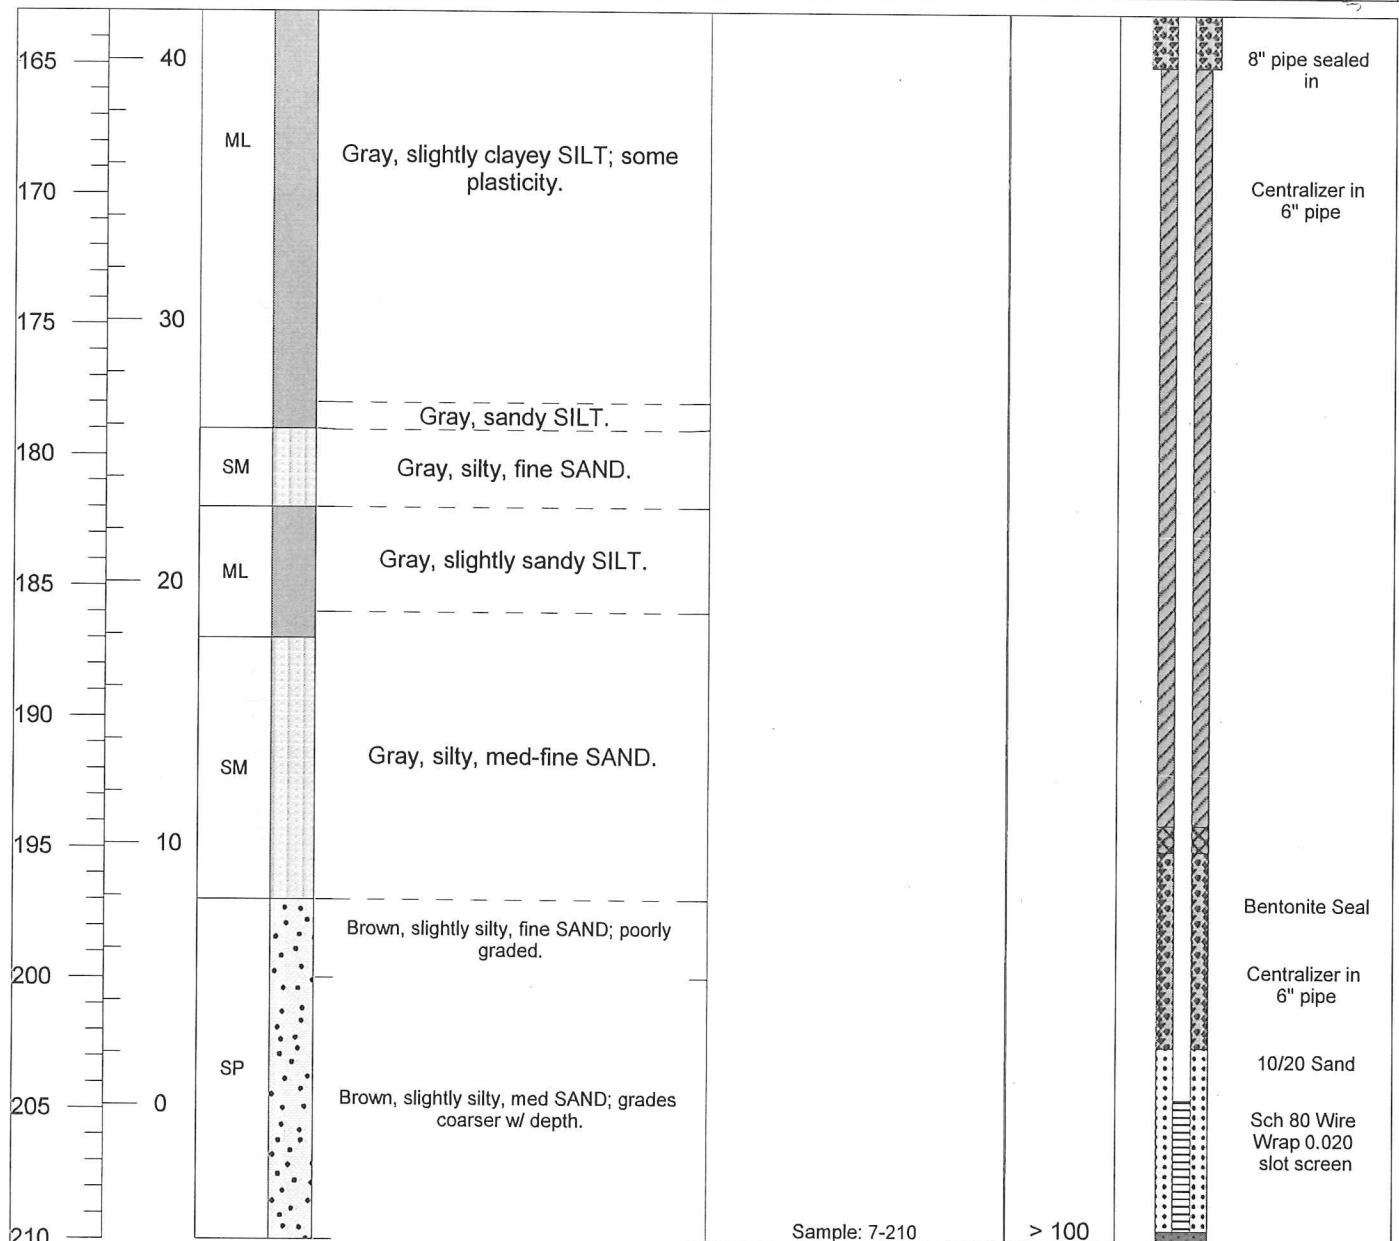 165
40
8" pipe sealed
in
ML
Gray, slightly clayey SILT; some
plasticity.
170
Centralizer in
6" pipe
175
30
Gray, sandy SILT.
180
SM
Gray, silty, fine SAND.
185
20
ML
Gray, slightly sandy SILT.
190
SM
Gray, silty, med-fine SAND.
195
10
Bentonite Seal
Brown, slightly silty, fine SAND; poorly
graded.
200
Centralizer in
6" pipe
SP
10/20 Sand
205
0
Brown, slightly silty, med SAND; grades
coarser w/ depth.
Sch 80 Wire
Wrap 0.020
slot screen
210
Sample: 7-210
> 100